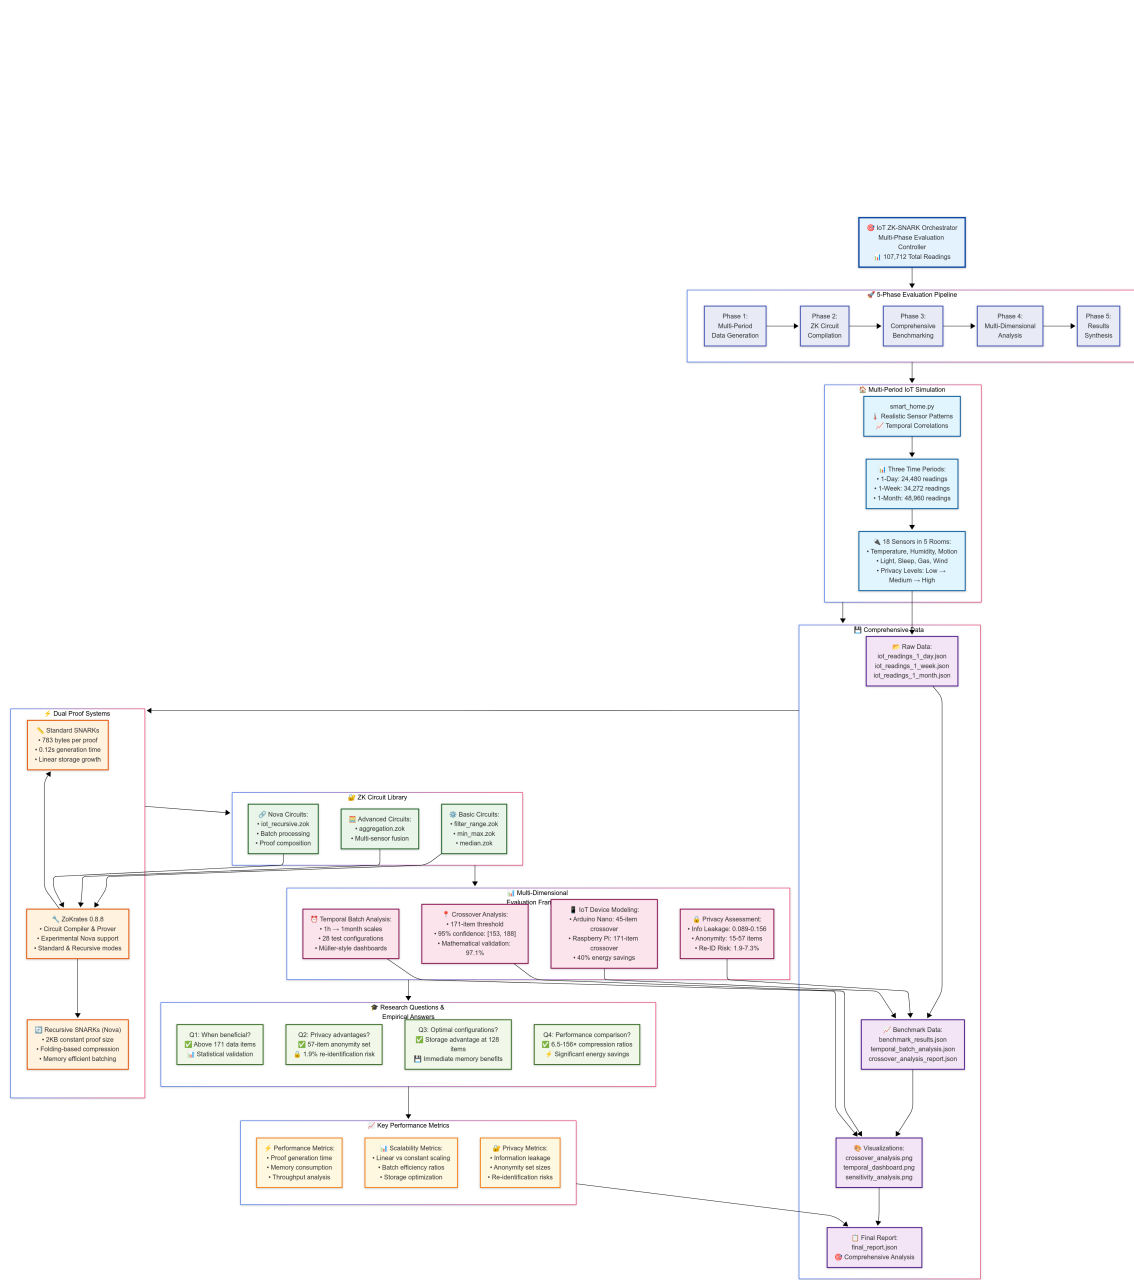 🎯 IoT ZK-SNARK Orchestrator
Multi-Phase Evaluation
Controller
📊 107,712 Total Readings
🚀 5-Phase Evaluation Pipeline
Phase 1:
Multi-Period
Data Generation
Phase 2:
ZK Circuit
Compilation
Phase 3:
Comprehensive
Benchmarking
Phase 4:
Multi-Dimensional
Analysis
Phase 5:
Results
Synthesis
🏠 Multi-Period IoT Simulation
smart_home.py
🌡️ Realistic Sensor Patterns
📈 Temporal Correlations
📊 Three Time Periods:
• 1-Day: 24,480 readings
• 1-Week: 34,272 readings
• 1-Month: 48,960 readings
🔌 18 Sensors in 5 Rooms:
• Temperature, Humidity, Motion
• Light, Sleep, Gas, Wind
• Privacy Levels: Low →
Medium → High
💾 Comprehensive Data
📂 Raw Data:
iot_readings_1_day.json
iot_readings_1_week.json
iot_readings_1_month.json
⚡ Dual Proof Systems
📏 Standard SNARKs
• 783 bytes per proof
• 0.12s generation time
• Linear storage growth
🔐 ZK Circuit Library
🔗 Nova Circuits:
• iot_recursive.zok
• Batch processing
• Proof composition
🧮 Advanced Circuits:
• aggregation.zok
• Multi-sensor fusion
⚙️ Basic Circuits:
• filter_range.zok
• min_max.zok
• median.zok
🔧 ZoKrates 0.8.8
• Circuit Compiler & Prover
• Experimental Nova support
• Standard & Recursive modes
🔄 Recursive SNARKs (Nova)
• 2KB constant proof size
• Folding-based compression
• Memory efficient batching
📊 Multi-Dimensional
Evaluation Fram
⏰ Temporal Batch Analysis:
• 1h → 1month scales
• 28 test configurations
• Müller-style dashboards
📍 Crossover Analysis:
• 171-item threshold
• 95% confidence: [153, 188]
• Mathematical validation:
97.1%
📱 IoT Device Modeling:
• Arduino Nano: 45-item
crossover
• Raspberry Pi: 171-item
crossover
• 40% energy savings
🔒 Privacy Assessment:
• Info Leakage: 0.089-0.156
• Anonymity: 15-57 items
• Re-ID Risk: 1.9-7.3%
🎓 Research Questions &
Empirical Answers
Q1: When beneficial?
✅ Above 171 data items
📊 Statistical validation
Q2: Privacy advantages?
✅ 57-item anonymity set
🔒 1.9% re-identification risk
Q3: Optimal configurations?
✅ Storage advantage at 128
items
💾 Immediate memory benefits
Q4: Performance comparison?
✅ 6.5-156× compression ratios
⚡ Significant energy savings
📈 Benchmark Data:
benchmark_results.json
temporal_batch_analysis.json
crossover_analysis_report.json
📈 Key Performance Metrics
⚡ Performance Metrics:
• Proof generation time
• Memory consumption
• Throughput analysis
📊 Scalability Metrics:
• Linear vs constant scaling
• Batch efficiency ratios
• Storage optimization
🔐 Privacy Metrics:
• Information leakage
• Anonymity set sizes
• Re-identification risks
🎨 Visualizations:
crossover_analysis.png
temporal_dashboard.png
sensitivity_analysis.png
📋 Final Report:
final_report.json
🎯 Comprehensive Analysis